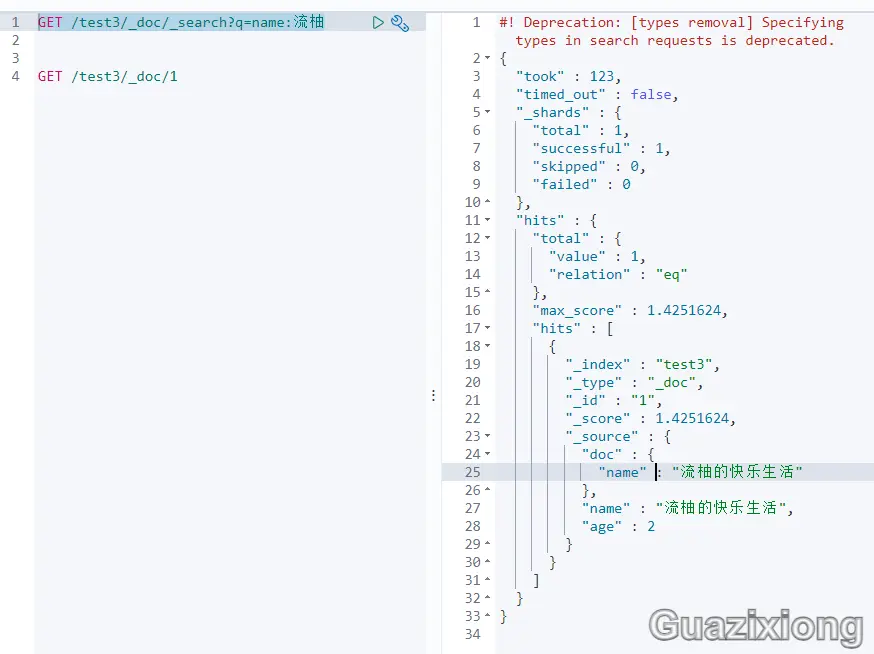 1 GET /test3/_doc/_search?q=name:流柚
2
3
4 GET /test3/_doc/1
1 #! Deprecation: [types removal] Specifying
types in search requests is deprecated.
2 {
3 "took" : 123,
4 "timed_out" : false,
5 "_shards" : {
6 "total" : 1,
7 "successful" : 1,
8 "skipped" : 0,
9 "failed" : 0
10 },
11 "hits" : {
12 "total" : {
13 "value" : 1,
14 "relation" : "eq"
15 },
16 "max_score" : 1.4251624,
17 "hits" : [
18 {
19 "_index" : "test3",
20 "_type" : "_doc",
21 "_id" : "1",
22 "_score" : 1.4251624,
23 "_source" : {
24 "doc" : {
25 "name" : "流柚的快乐生活"
26 },
27 "name" : "流柚的快乐生活",
28 "age" : 2
29 }
30 }
31 ]
32 }
33 }
34
Guazixiong